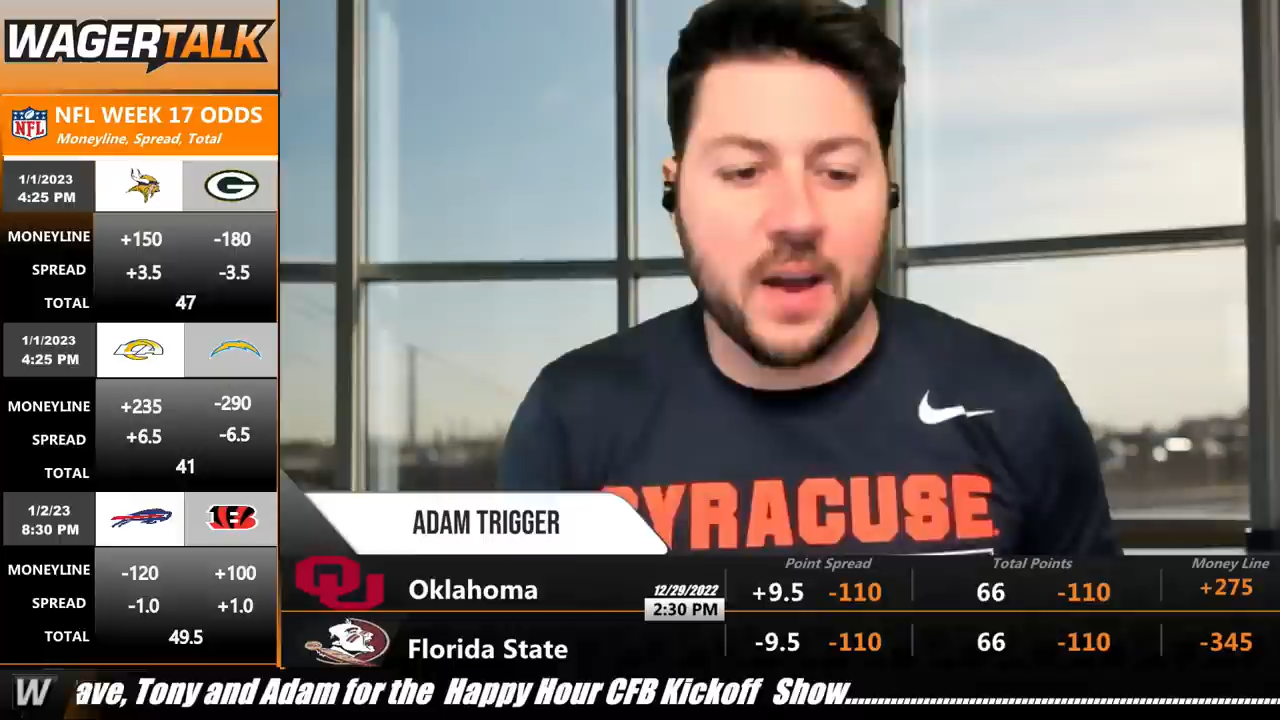 WAGERTALK
NFL
NFL WEEK 17 ODDS
Moneyline, Spread, Total
1/1/2023
4:25 PM
G
MONEYLINE +150 -180
SPREAD +3.5 -3.5
TOTAL 47
1/1/2023
4:25 PM
MONEYLINE +235 -290
SPREAD +6.5 -6.5
TOTAL 41
1/2/23
8:30 PM
B
MONEYLINE -120 +100
SPREAD -1.0 +1.0
TOTAL 49.5
SYRACUSE
ADAM TRIGGER
Point Spread Total Points Money Line
OU Oklahoma 12/29/2022 +9.5 -110 66 -110 +275
2:30 PM
Florida State -9.5 -110 66 -110 -345
W ave, Tony and Adam for the Happy Hour CFB Kickoff Show...............................................